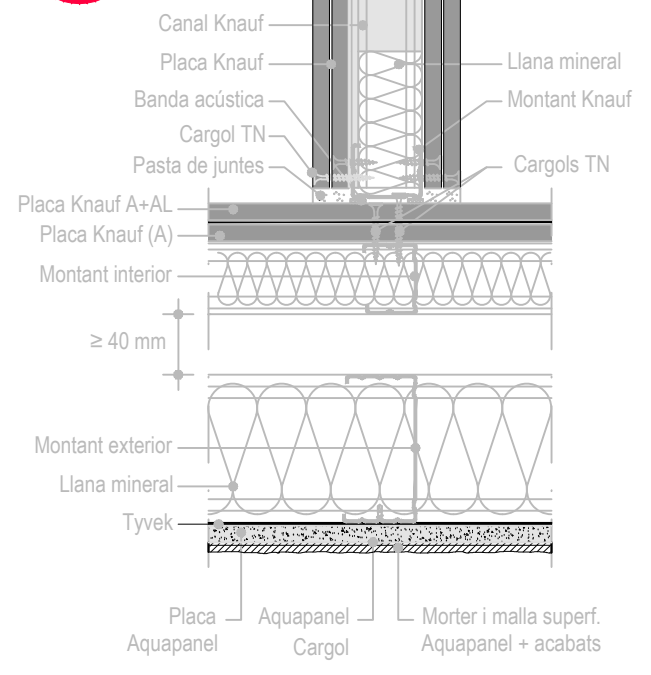 Canal Knauf
Placa Knauf
Llana mineral
Banda acústica
Montant Knauf
Cargol TN
Pasta de juntes
Cargols TN
Placa Knauf A+AL
Placa Knauf (A)
Montant interior
≥ 40 mm
Montant exterior
Llana mineral
Tyvek
Placa
Aquapanel
Aquapanel
Cargol
Morter i malla superf.
Aquapanel + acabats